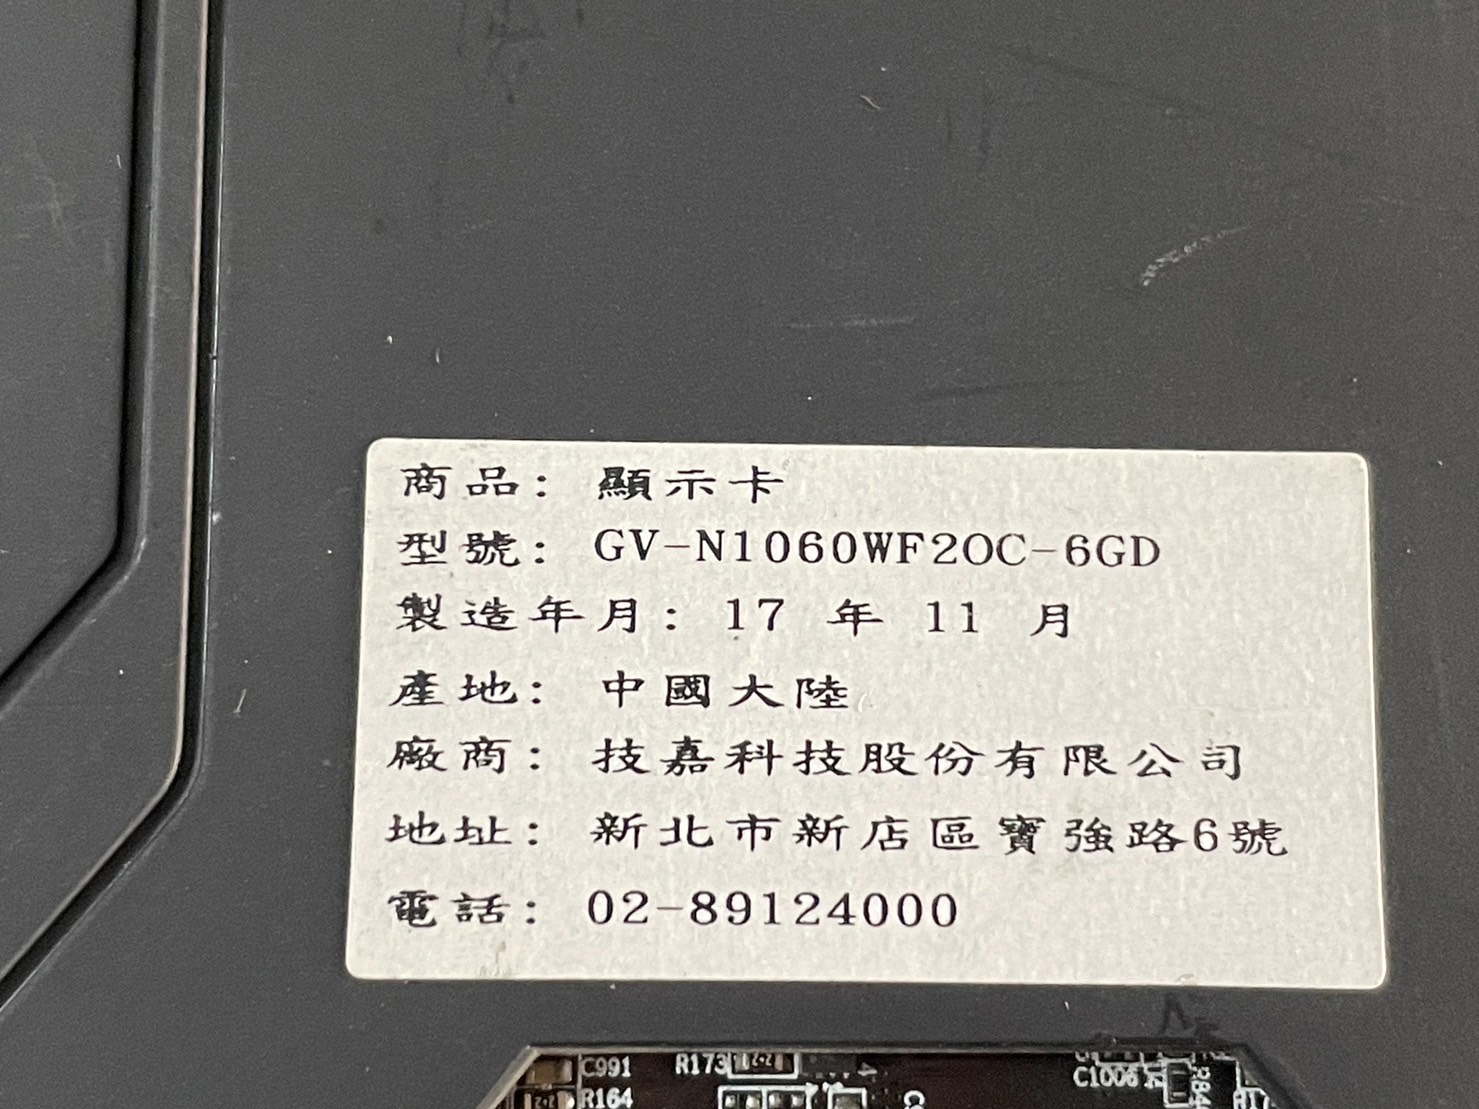 商品: 顯示卡
型號: GV-N1060WF2OC-6GD
製造年月: 17 年 11 月
產地: 中國大陸
廠商: 技嘉科技股份有限公司
地址: 新北市新店區寶強路6號
電話: 02-89124000
C991 R173 C1006
R164